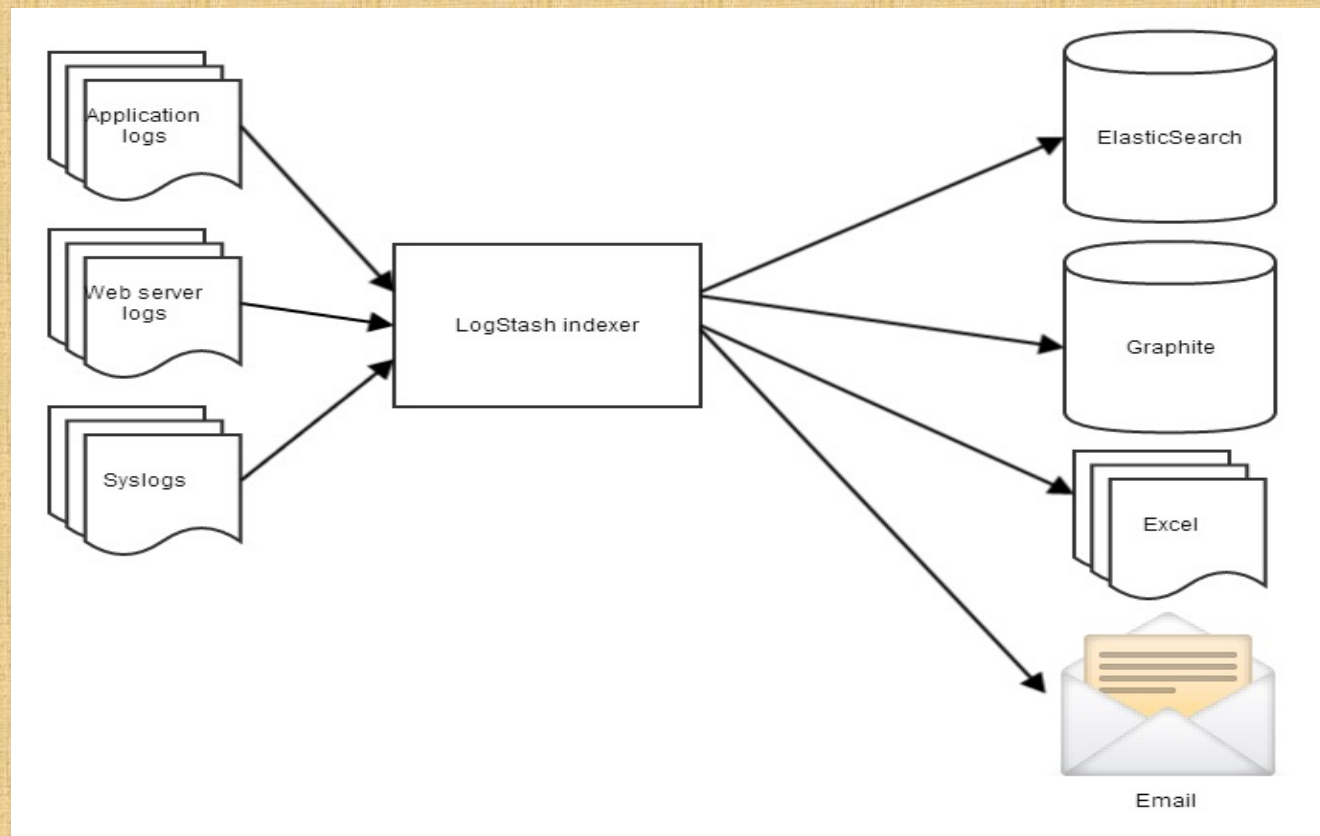 Application
logs
Web server
logs
Syslogs
LogStash indexer
ElasticSearch
Graphite
Excel
Email